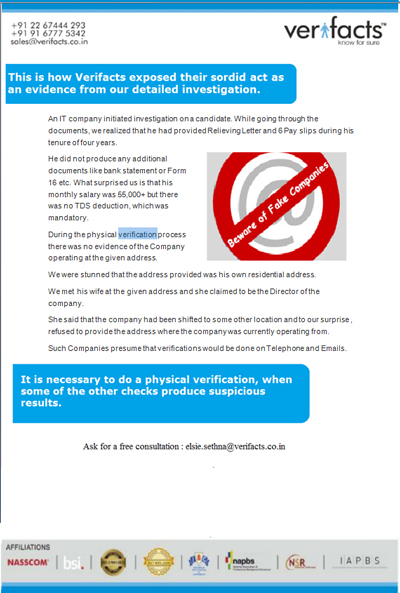 +91 22 67444 293
+91 91 6777 5342
sales@verifacts.co.in
verifacts™
know for sure
This is how Verifacts exposed their sordid act as
an evidence from our detailed investigation.
An IT company initiated investigation on a candidate. While going through the
documents, we realized that he had provided Relieving Letter and 6 Pay slips during his
tenure of four years.
He did not produce any additional
documents like bank statement or Form
16 etc. What surprised us is that his
monthly salary was 55,000+ but there
was no TDS deduction, which was
mandatory.
During the physical verification process
there was no evidence of the Company
operating at the given address.
@
Beware of Fake Companies
We were stunned that the address provided was his own residential address.
We met his wife at the given address and she claimed to be the Director of the
company.
She said that the company had been shifted to some other location and to our surprise ,
refused to provide the address where the company was currently operating from.
Such Companies presume that verifications would be done on Telephone and Emails.
It is necessary to do a physical verification, when
some of the other checks produce suspicious
results.
Ask for a free consultation : elsie.sethna@verifacts.co.in
AFFILIATIONS
NASSCOM
bsi.
napbs
NSR
IAPBS